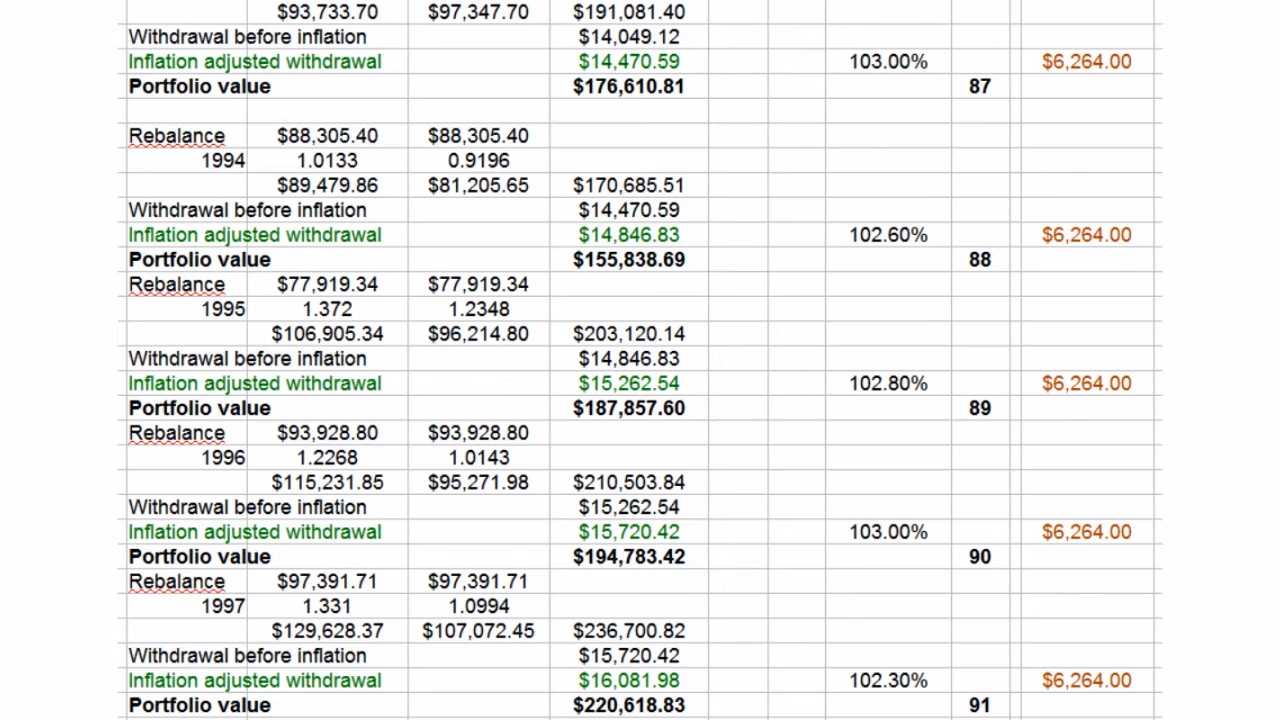 $93,733.70 $97,347.70 $191,081.40
Withdrawal before inflation $14,049.12
Inflation adjusted withdrawal $14,470.59 103.00% $6,264.00
Portfolio value $176,610.81 87
Rebalance $88,305.40 $88,305.40
1994 1.0133 0.9196
$89,479.86 $81,205.65 $170,685.51
Withdrawal before inflation $14,470.59
Inflation adjusted withdrawal $14,846.83 102.60% $6,264.00
Portfolio value $155,838.69 88
Rebalance $77,919.34 $77,919.34
1995 1.372 1.2348
$106,905.34 $96,214.80 $203,120.14
Withdrawal before inflation $14,846.83
Inflation adjusted withdrawal $15,262.54 102.80% $6,264.00
Portfolio value $187,857.60 89
Rebalance $93,928.80 $93,928.80
1996 1.2268 1.0143
$115,231.85 $95,271.98 $210,503.84
Withdrawal before inflation $15,262.54
Inflation adjusted withdrawal $15,720.42 103.00% $6,264.00
Portfolio value $194,783.42 90
Rebalance $97,391.71 $97,391.71
1997 1.331 1.0994
$129,628.37 $107,072.45 $236,700.82
Withdrawal before inflation $15,720.42
Inflation adjusted withdrawal $16,081.98 102.30% $6,264.00
Portfolio value $220,618.83 91